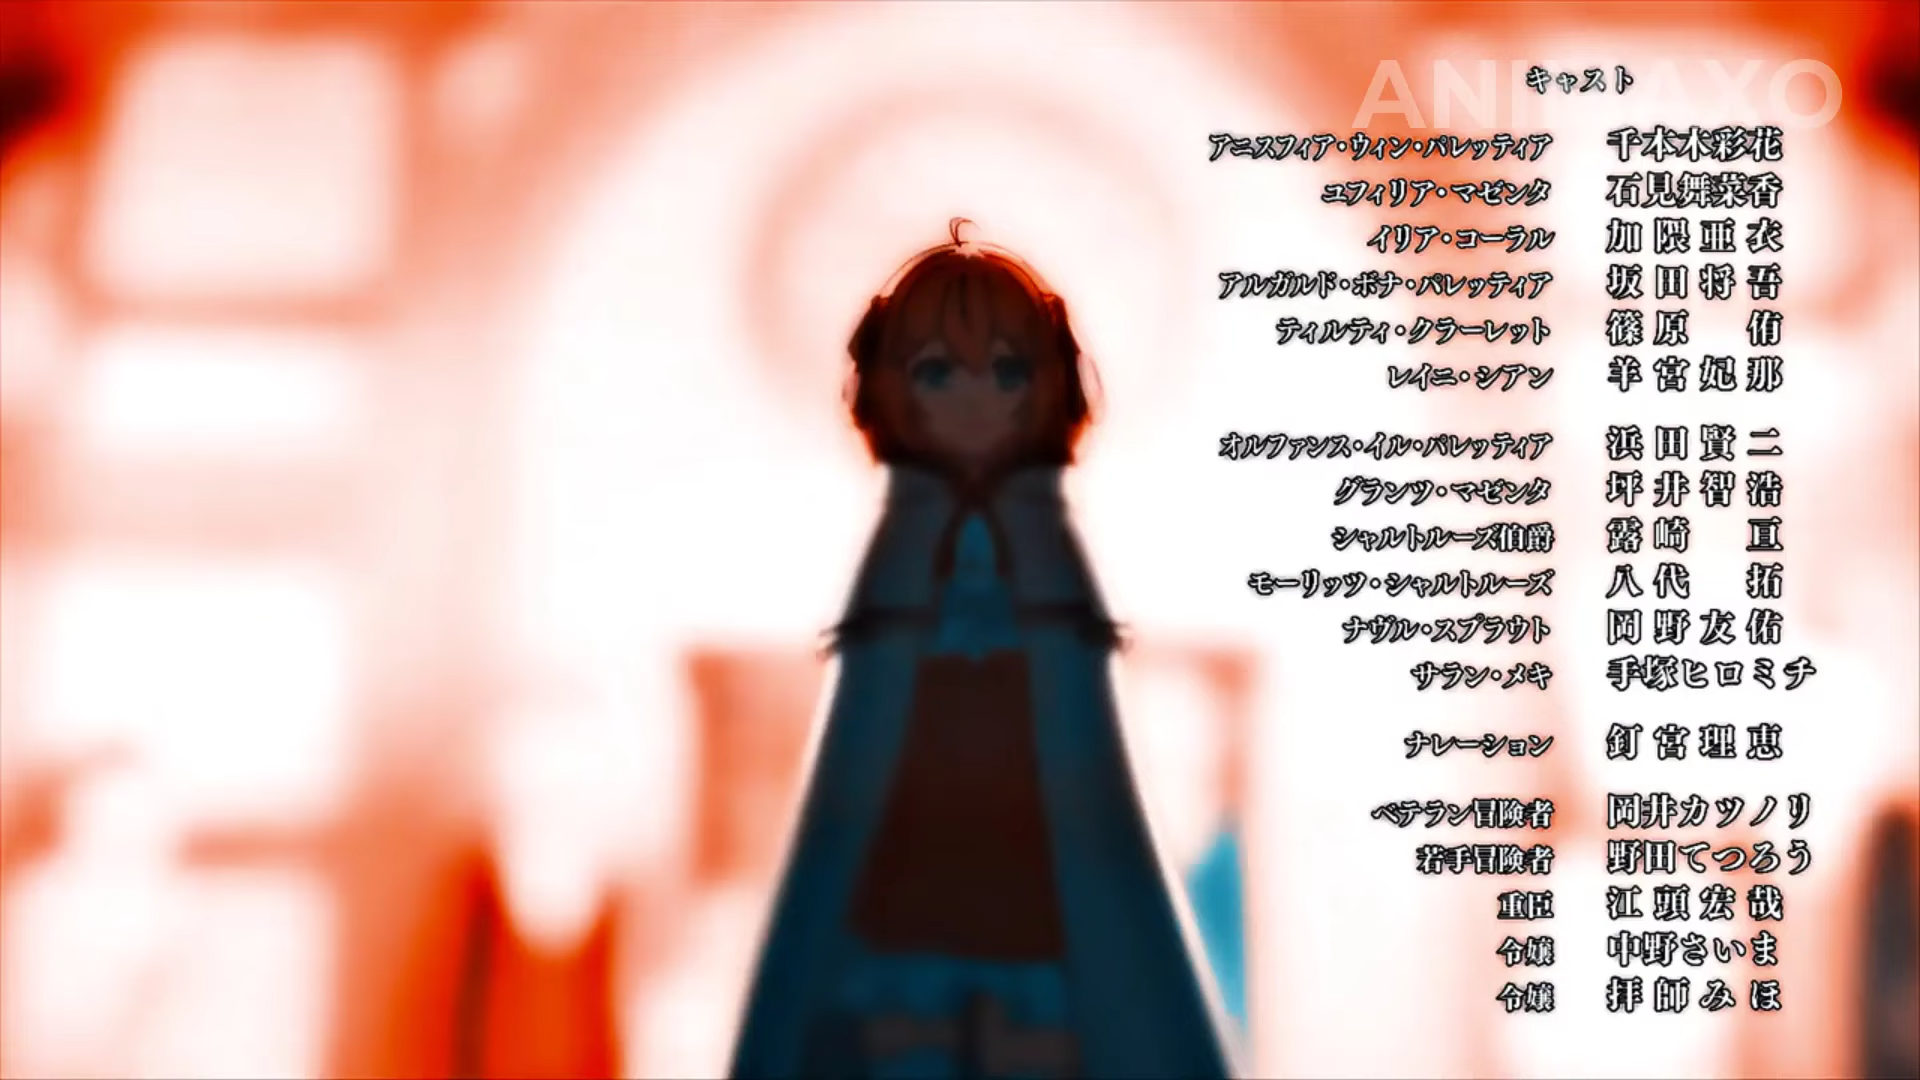 キャスト
アニスフィア・ウィン・パレッティア 千本木彩花
ユフィリア・マゼンタ 石見舞菜香
イリア・コーラル 加隈亜衣
アルガルド・ボナ・パレッティア 坂田将吾
ティルティ・クラーレット 篠原 侑
レイニ・シアン 羊宮妃那
オルファンス・イル・パレッティア 浜田賢二
グランツ・マゼンタ 坪井智浩
シャルトルーズ伯爵 露崎 亘
モーリッツ・シャルトルーズ 八代 拓
ナヴル・スプラウト 岡野友佑
サラン・メキ 手塚ヒロミチ
ナレーション 釘宮理恵
ベテラン冒険者 岡井カツノリ
若手冒険者 野田てつろう
重臣 江頭宏哉
令嬢 中野さいま
令嬢 拝師みほ